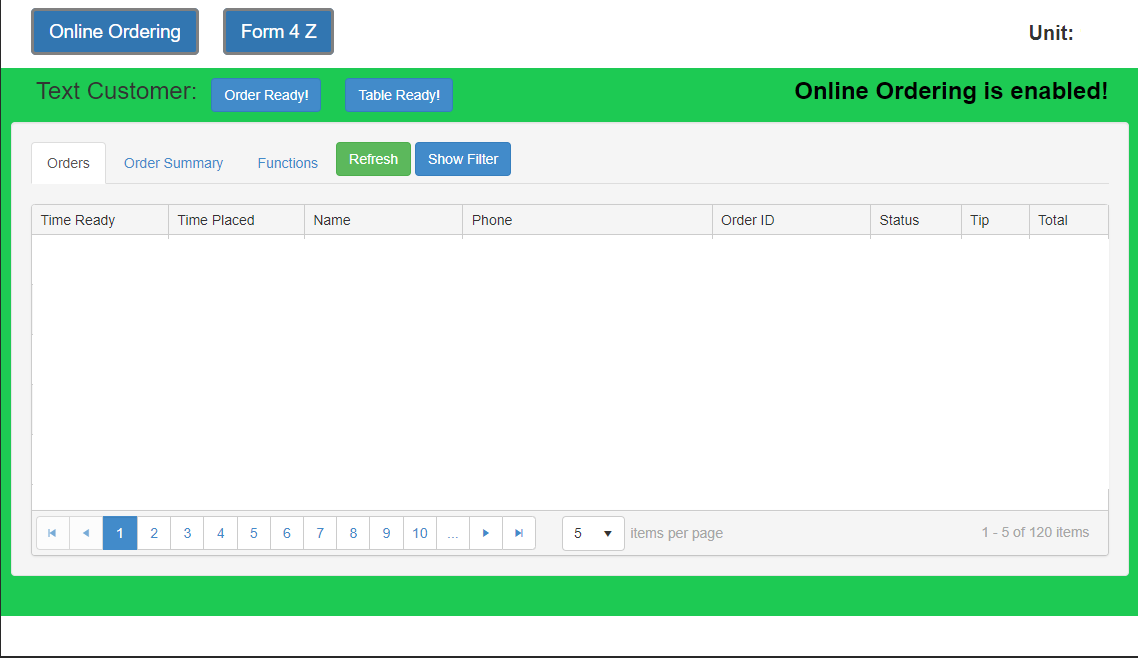 Online Ordering Form 4 Z Unit:
Text Customer: Order Ready! Table Ready! Online Ordering is enabled!
Orders Order Summary Functions Refresh Show Filter
Time Ready Time Placed Name Phone Order ID Status Tip Total
1 2 3 4 5 6 7 8 9 10 ... 5 items per page 1 - 5 of 120 items